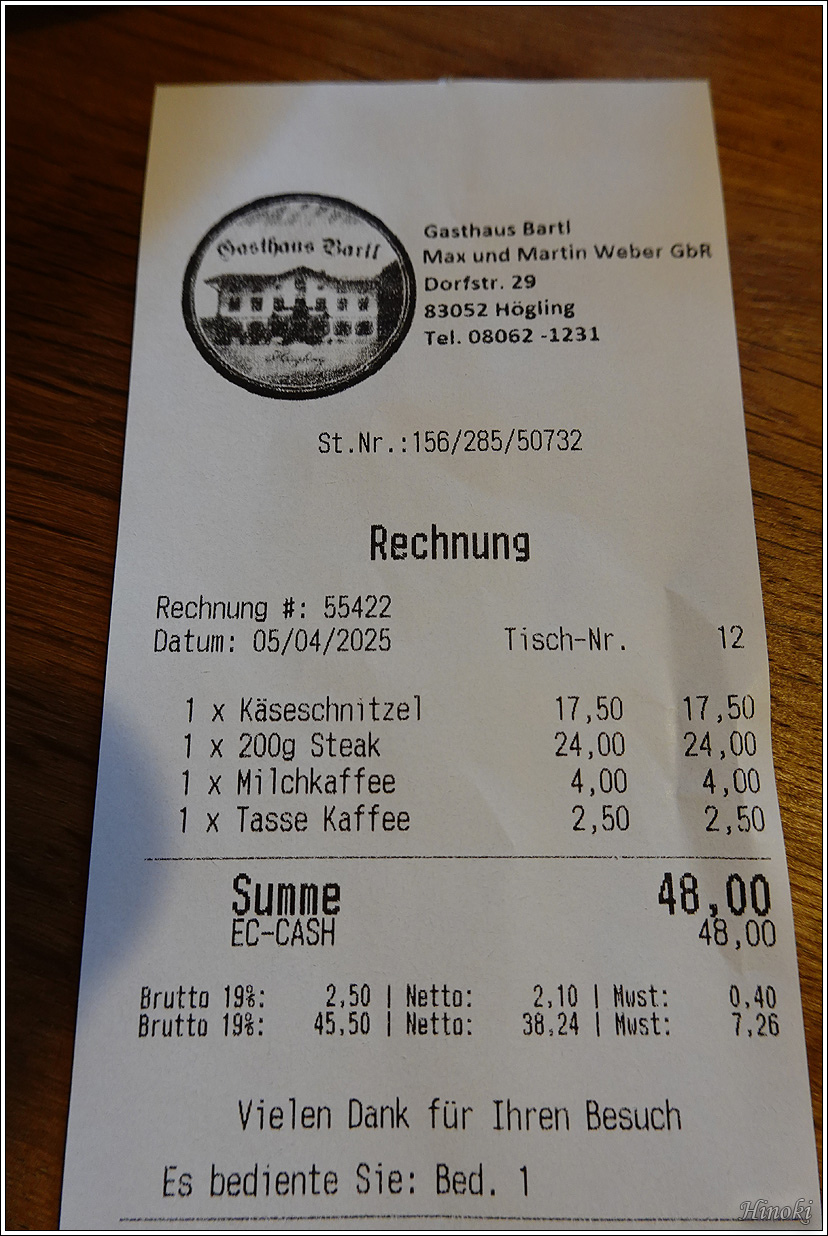 Gasthaus Bartl
Gasthaus Bartl
Max und Martin Weber GbR
Dorfstr. 29
83052 Högling
Tel. 08062 -1231
St.Nr.:156/285/50732
Rechnung
Rechnung #: 55422
Datum: 05/04/2025 Tisch-Nr. 12
1 x Käseschnitzel 17,50 17,50
1 x 200g Steak 24,00 24,00
1 x Milchkaffee 4,00 4,00
1 x Tasse Kaffee 2,50 2,50
Summe 48,00
EC-CASH 48,00
Brutto 19%: 2,50 | Netto: 2,10 | Mwst: 0,40
Brutto 19%: 45,50 | Netto: 38,24 | Mwst: 7,26
Vielen Dank für Ihren Besuch
Es bediente Sie: Bed. 1
Hinoki